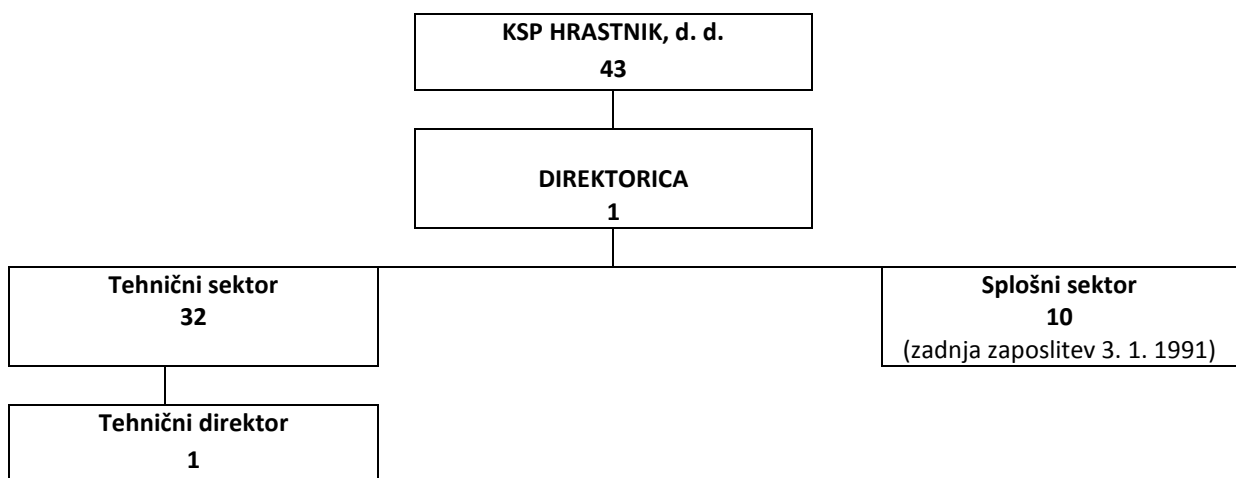 KSP HRASTNIK, d. d.
43
DIREKTORICA
1
Tehnični sektor
32
Splošni sektor
10
(zadnja zaposlitev 3. 1. 1991)
Tehnični direktor
1